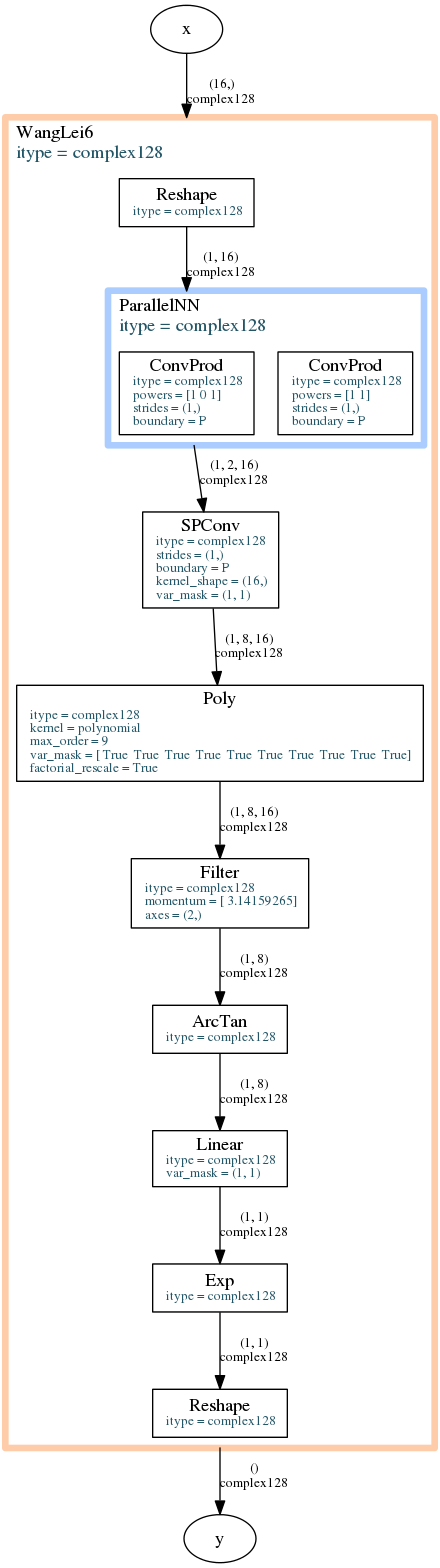 x
(16,)
complex128
WangLei6
itype = complex128
Reshape
itype = complex128
(1, 16)
complex128
ParallelNN
itype = complex128
ConvProd
itype = complex128
powers = [1 0 1]
strides = (1,)
boundary = P
ConvProd
itype = complex128
powers = [1 1]
strides = (1,)
boundary = P
(1, 2, 16)
complex128
SPConv
itype = complex128
strides = (1,)
boundary = P
kernel_shape = (16,)
var_mask = (1, 1)
(1, 8, 16)
complex128
Poly
itype = complex128
kernel = polynomial
max_order = 9
var_mask = [ True  True  True  True  True  True  True  True  True  True]
factorial_rescale = True
(1, 8, 16)
complex128
Filter
itype = complex128
momentum = [ 3.14159265]
axes = (2,)
(1, 8)
complex128
ArcTan
itype = complex128
(1, 8)
complex128
Linear
itype = complex128
var_mask = (1, 1)
(1, 1)
complex128
Exp
itype = complex128
(1, 1)
complex128
Reshape
itype = complex128
()
complex128
y